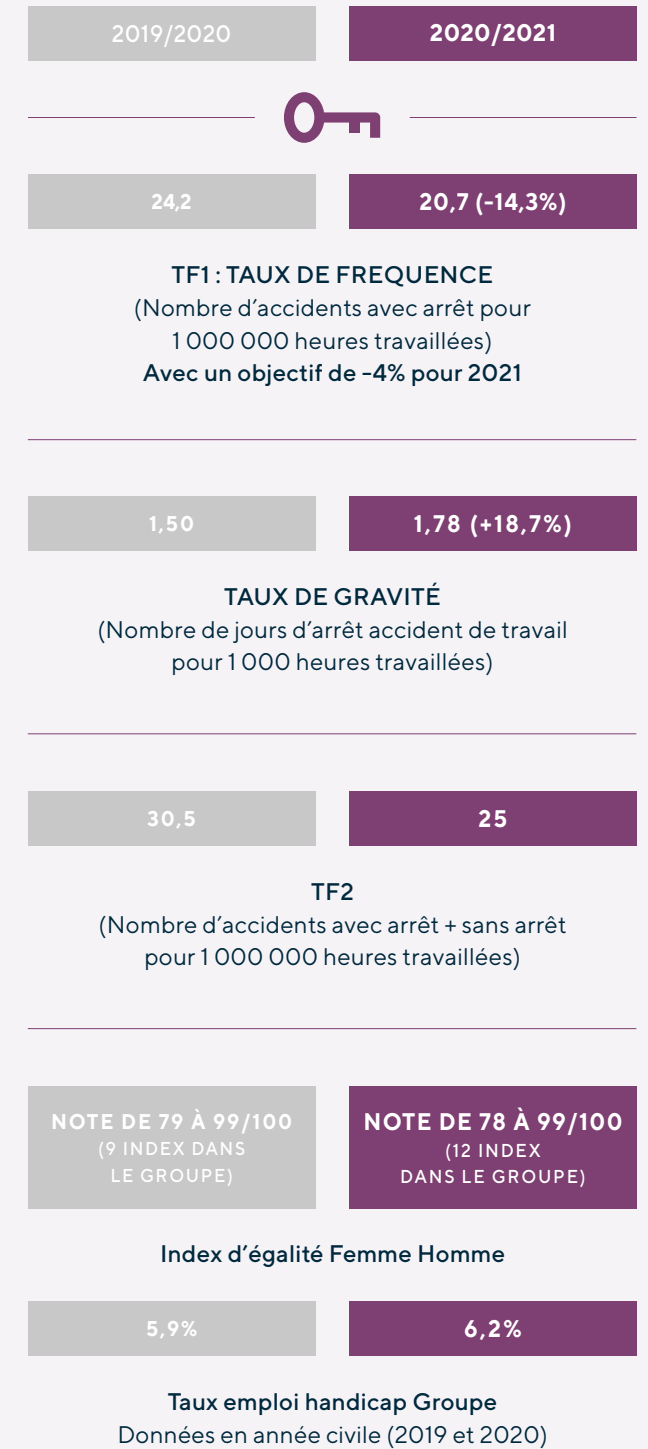 2019/2020
2020/2021
24,2
20,7 (-14,3%)
TF1 : TAUX DE FREQUENCE
(Nombre d’accidents avec arrêt pour
1 000 000 heures travaillées)
Avec un objectif de -4% pour 2021
1,50
1,78 (+18,7%)
TAUX DE GRAVITÉ
(Nombre de jours d’arrêt accident de travail
pour 1 000 heures travaillées)
30,5
25
TF2
(Nombre d’accidents avec arrêt + sans arrêt
pour 1 000 000 heures travaillées)
NOTE DE 79 À 99/100
(9 INDEX DANS
LE GROUPE)
NOTE DE 78 À 99/100
(12 INDEX
DANS LE GROUPE)
Index d’égalité Femme Homme
5,9%
6,2%
Taux emploi handicap Groupe
Données en année civile (2019 et 2020)